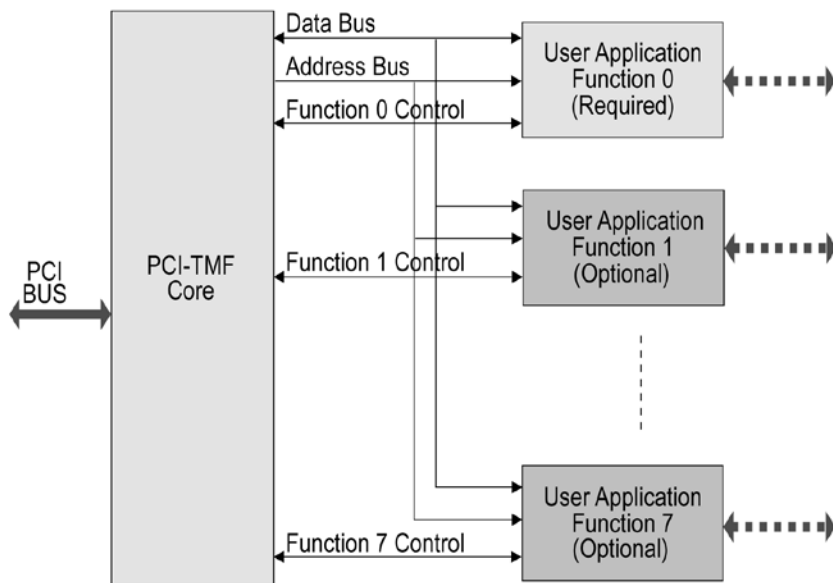 Data Bus
Address Bus
Function 0 Control
User Application
Function 0
(Required)
PCI
BUS
PCI-TMF
Core
Function 1 Control
User Application
Function 1
(Optional)
Function 7 Control
User Application
Function 7
(Optional)